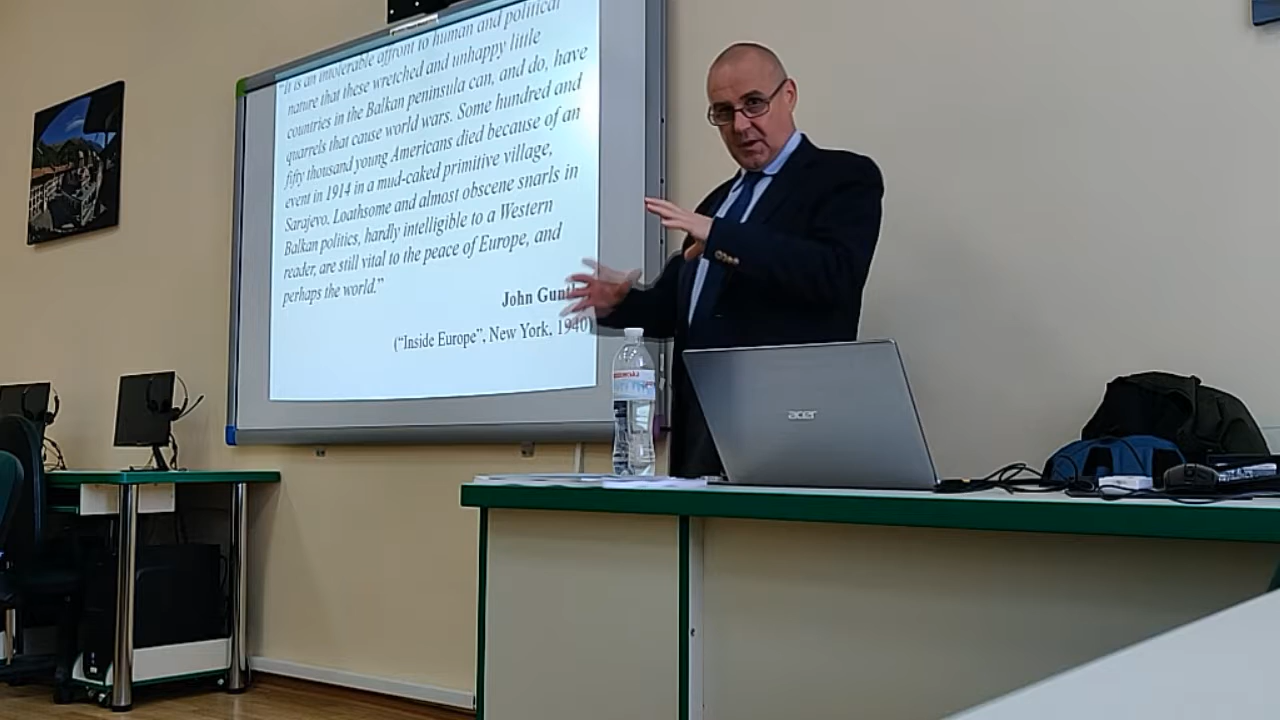 "It is an intolerable affront to human and political
nature that these wretched and unhappy little
countries in the Balkan peninsula can, and do, have
quarrels that cause world wars. Some hundred and
fifty thousand young Americans died because of an
event in 1914 in a mud-caked primitive village,
Sarajevo. Loathsome and almost obscene snarls in
Balkan politics, hardly intelligible to a Western
reader, are still vital to the peace of Europe, and
perhaps the world."
John
("Inside Europe", New York, 1940)
acer